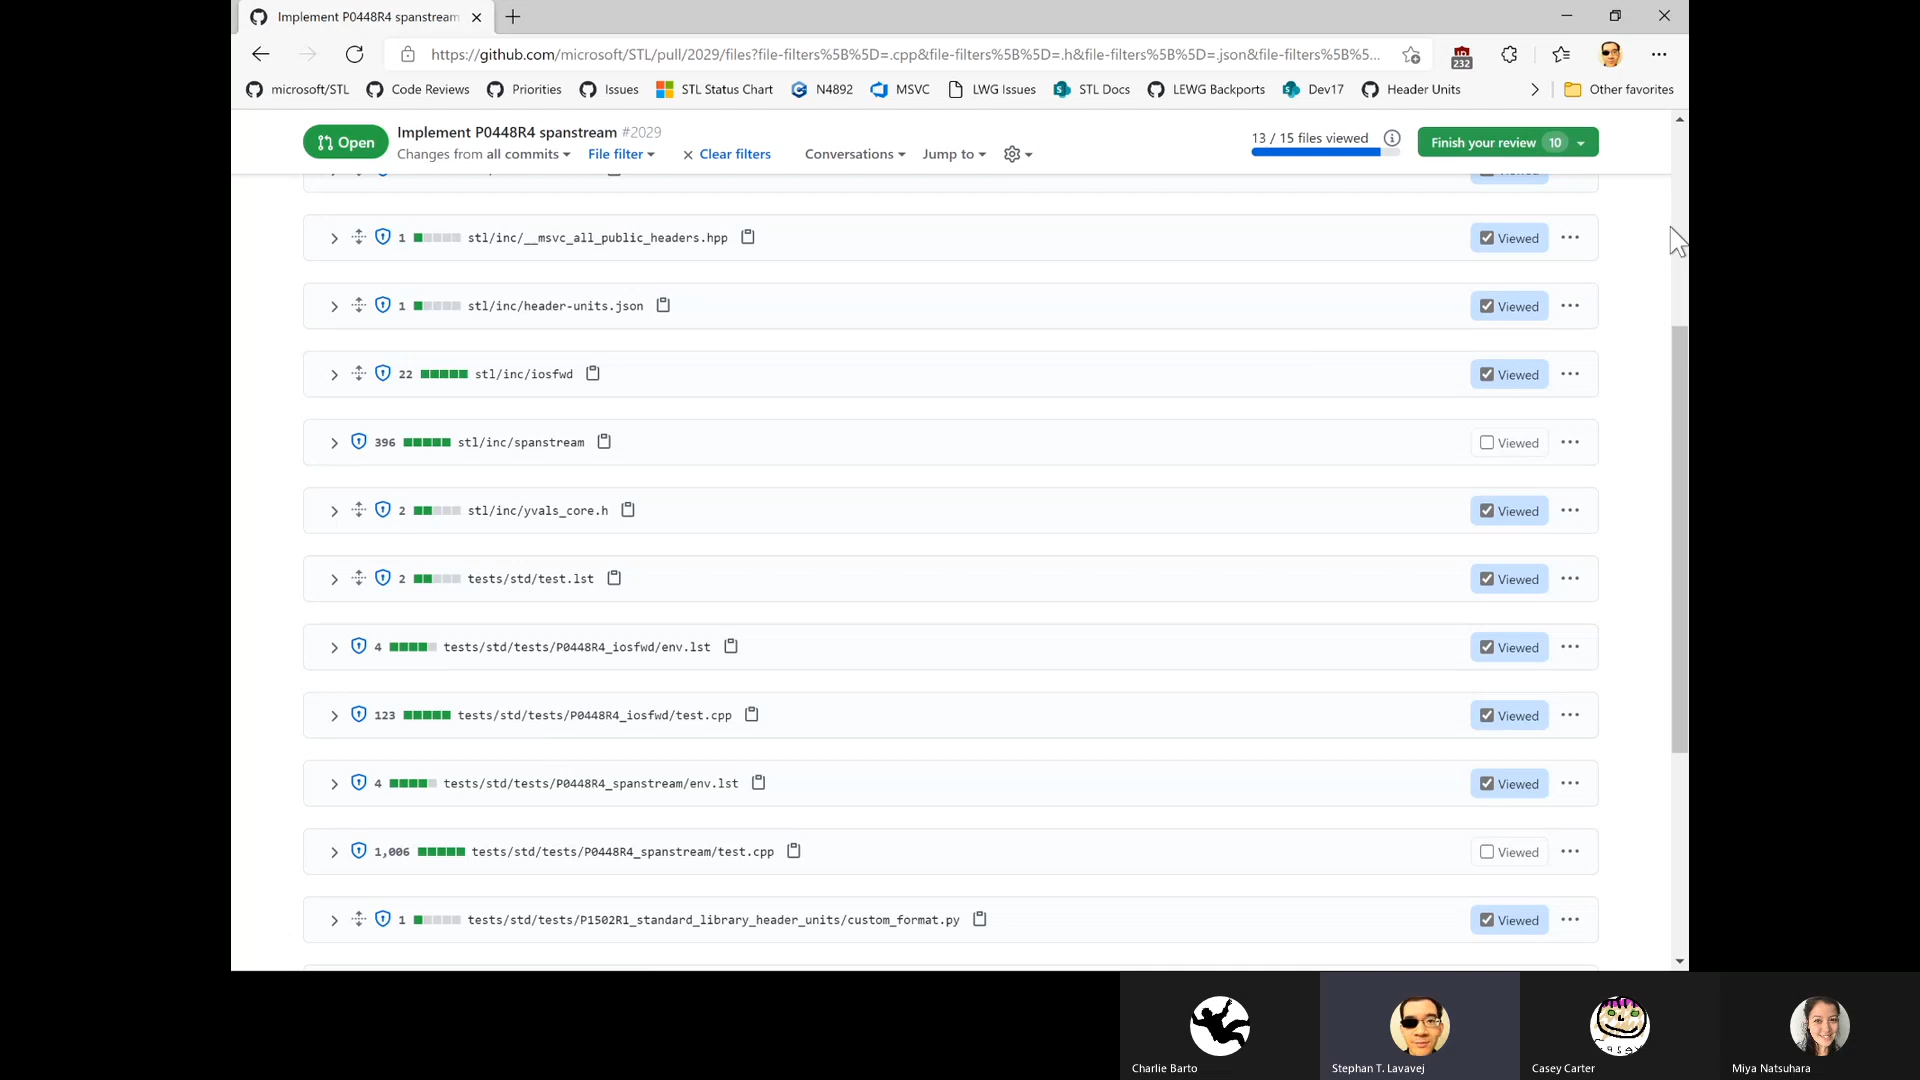 Implement P0448R4 spanstream
https://github.com/microsoft/STL/pull/2029/files?file-filters%5B%5D=.cpp&file-filters%5B%5D=.h&file-filters%5B%5D=.json&file-filters%5B%5...
232
microsoft/STL Code Reviews Priorities Issues STL Status Chart N4892 MSVC LWG Issues STL Docs LEWG Backports Dev17 Header Units Other favorites
Open Implement P0448R4 spanstream #2029
Changes from all commits File filter Clear filters Conversations Jump to
13 / 15 files viewed Finish your review 10
1 stl/inc/__msvc_all_public_headers.hpp Viewed
1 stl/inc/header-units.json Viewed
22 stl/inc/iosfwd Viewed
396 stl/inc/spanstream Viewed
2 stl/inc/yvals_core.h Viewed
2 tests/std/test.lst Viewed
4 tests/std/tests/P0448R4_iosfwd/env.lst Viewed
123 tests/std/tests/P0448R4_iosfwd/test.cpp Viewed
4 tests/std/tests/P0448R4_spanstream/env.lst Viewed
1,006 tests/std/tests/P0448R4_spanstream/test.cpp Viewed
1 tests/std/tests/P1502R1_standard_library_header_units/custom_format.py Viewed
Charlie Barto Stephan T. Lavavej Casey Carter Miya Natsuhara